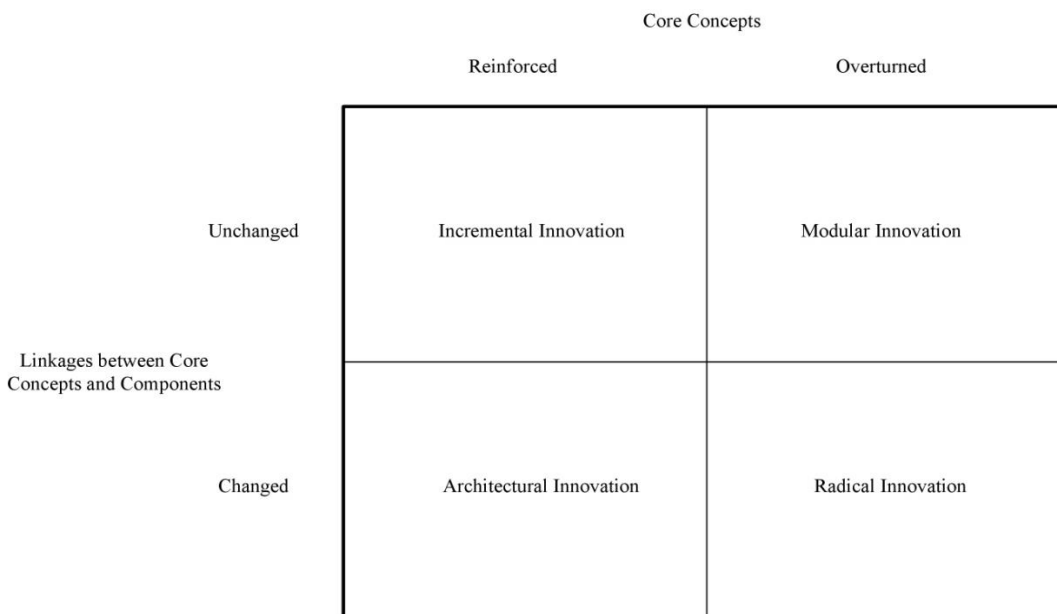 Core Concepts
Reinforced Overturned
Unchanged Incremental Innovation Modular Innovation
Linkages between Core
Concepts and Components
Changed Architectural Innovation Radical Innovation